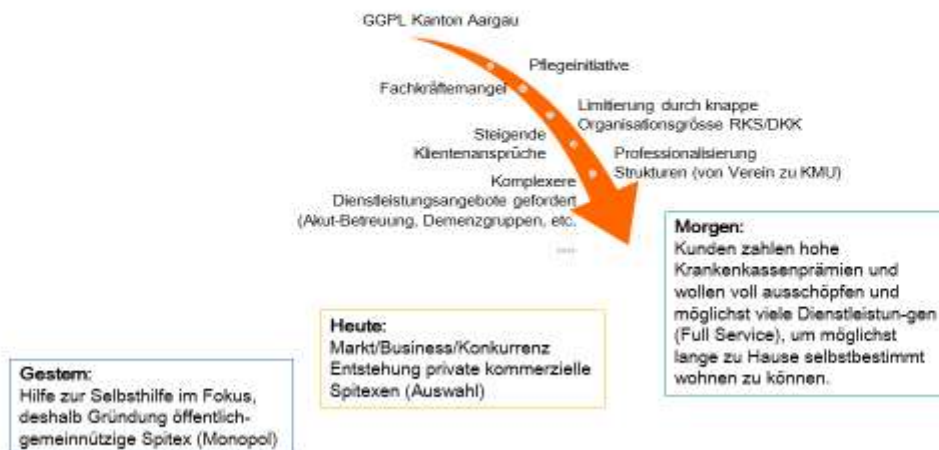 GGPL Kanton Aargau
Pflegeinitiative
Fachkräftemangel
Limitierung durch knappe
Organisationsgrösse RKS/DKK
Steigende
Klientenansprüche
Professionalisierung
Strukturen (von Verein zu KMU)
Komplexere
Dienstleistungsangebote gefordert
(Akut-Betreuung, Demenzgruppen, etc.
....
Morgen:
Kunden zahlen hohe
Krankenkassenprämien und
wollen voll ausschöpfen und
möglichst viele Dienstleistun-gen
(Full Service), um möglichst
lange zu Hause selbstbestimmt
wohnen zu können.
Heute:
Markt/Business/Konkurrenz
Entstehung private kommerzielle
Spitexen (Auswahl)
Gestern:
Hilfe zur Selbsthilfe im Fokus,
deshalb Gründung öffentlich-
gemeinnützige Spitex (Monopol)